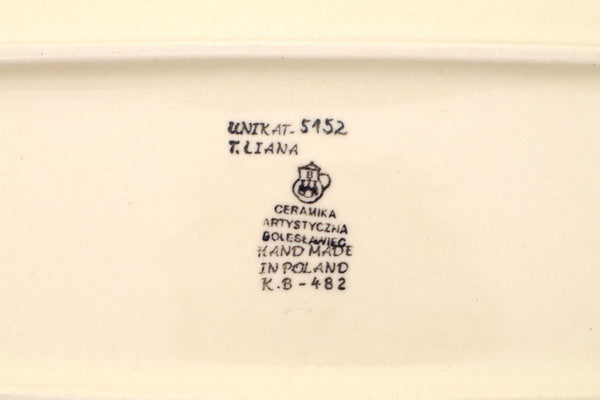 UNIKAT-5152
T.LIANA
B
CERAMIKA
ARTYSTYCZNA
BOLESŁAWIEC
HAND MADE
IN POLAND
K.B-482